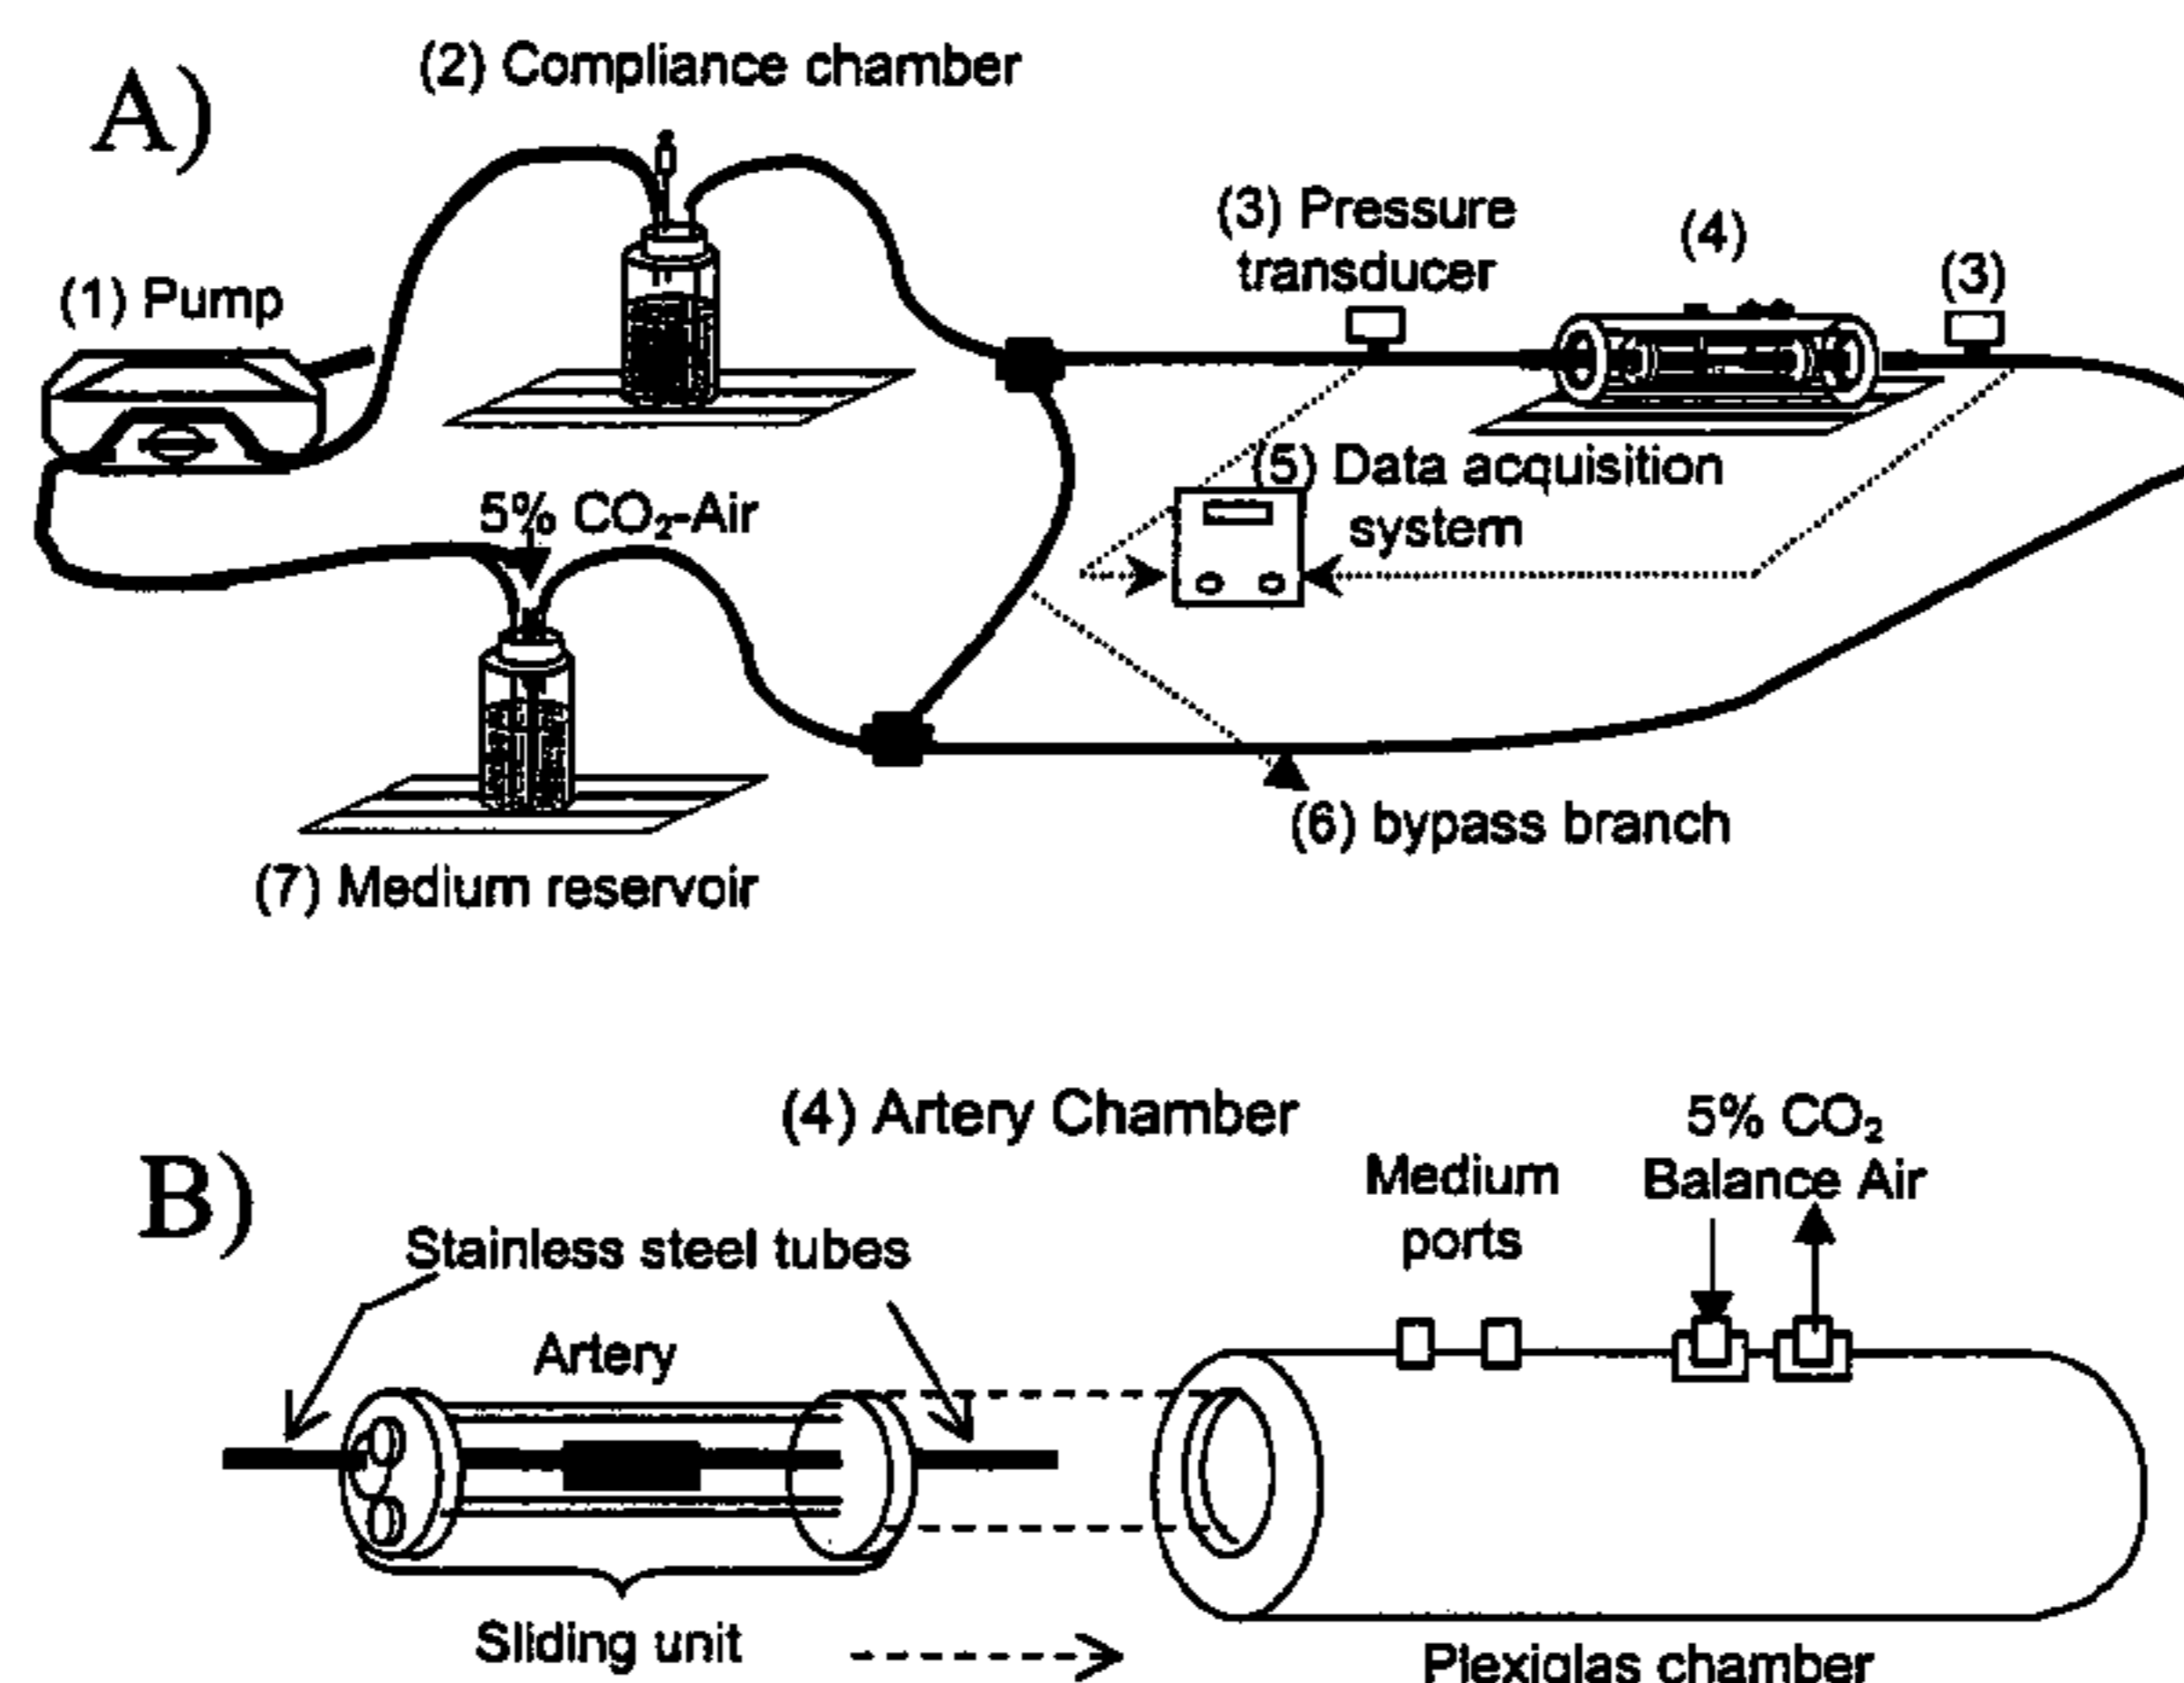 A)
(2) Compliance chamber
(3) Pressure
transducer
(4)
(3)
(1) Pump
(5) Data acquisition
system
5% CO₂-Air
(6) bypass branch
(7) Medium reservoir
B)
(4) Artery Chamber
5% CO₂
Balance Air
Medium
ports
Stainless steel tubes
Artery
Sliding unit
Plexiglas chamber